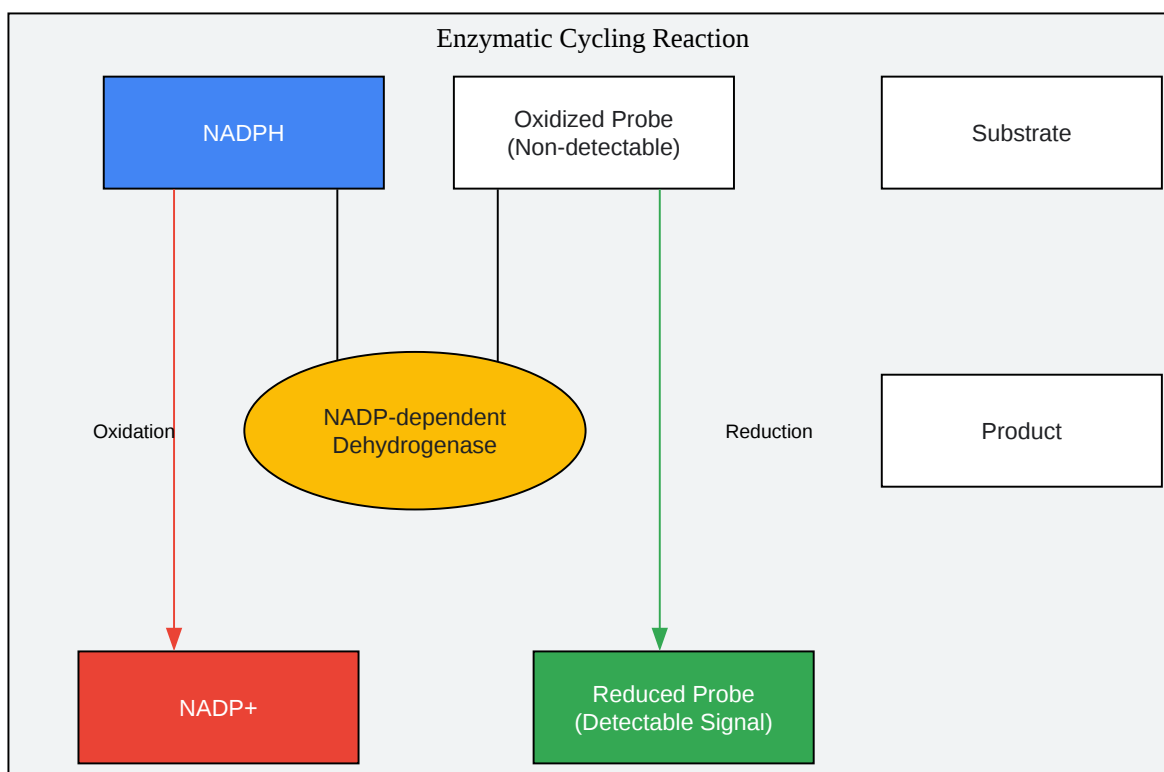 Enzymatic Cycling Reaction
NADPH
Oxidized Probe
(Non-detectable)
Substrate
Oxidation
NADP-dependent
Dehydrogenase
Reduction
Product
NADP+
Reduced Probe
(Detectable Signal)